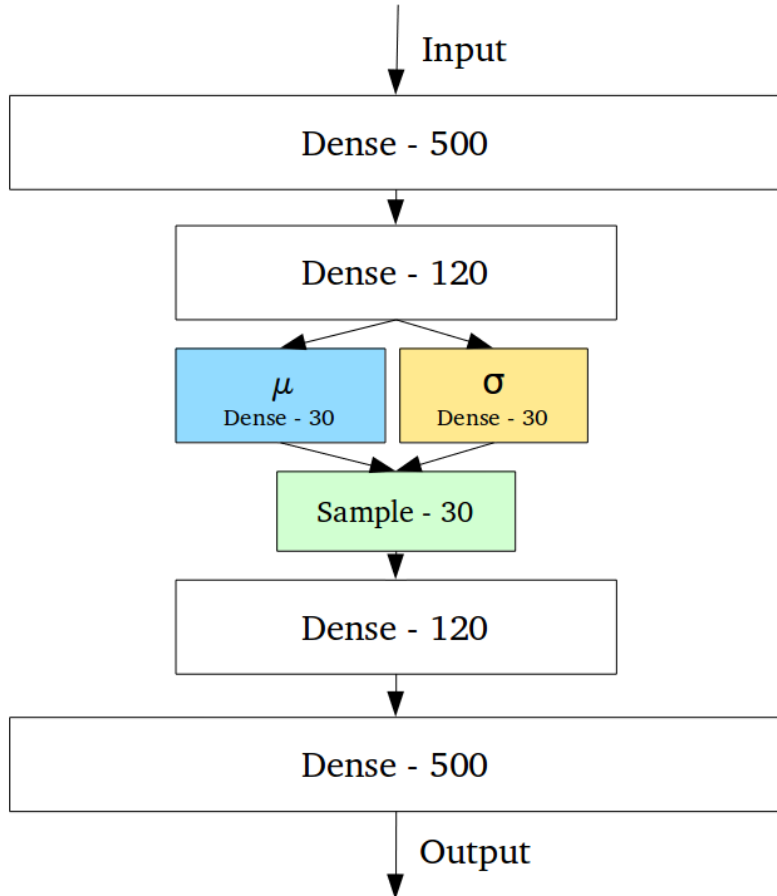 Input
Dense - 500
Dense - 120
μ
Dense - 30
σ
Dense - 30
Sample - 30
Dense - 120
Dense - 500
Output